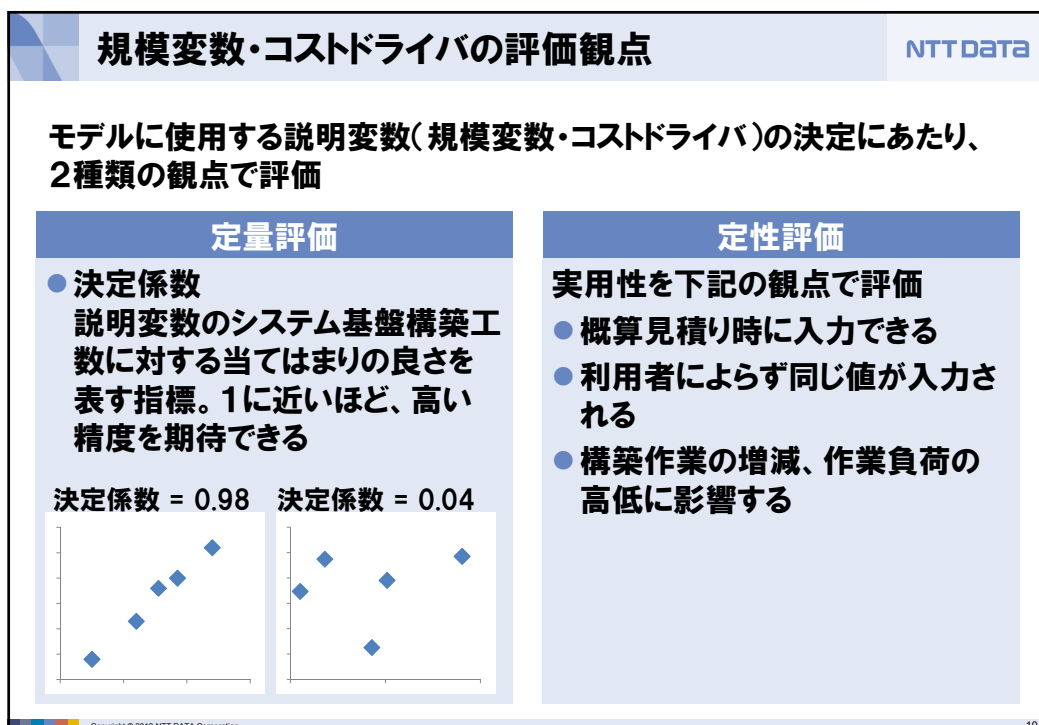 規模変数・コストドライバの評価観点
NTT DATA
モデルに使用する説明変数(規模変数・コストドライバ)の決定にあたり、
2種類の観点で評価
定量評価
●決定係数
説明変数のシステム基盤構築工
数に対する当てはまりの良さを
表す指標。1に近いほど、高い
精度を期待できる
決定係数 = 0.98
決定係数 = 0.04
定性評価
実用性を下記の観点で評価
●概算見積り時に入力できる
●利用者によらず同じ値が入力さ
れる
●構築作業の増減、作業負荷の
高低に影響する